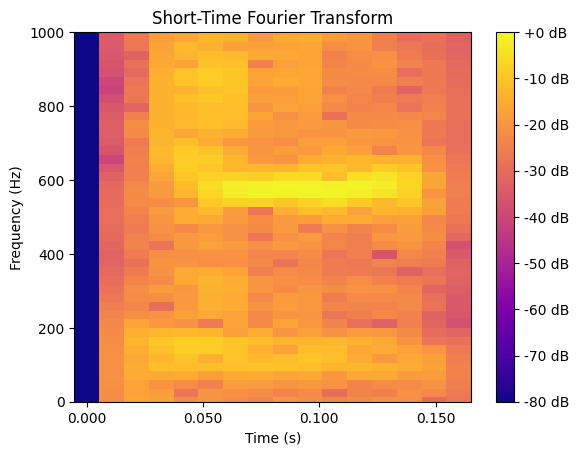 Short-Time Fourier Transform
1000
800
600
400
200
0
Frequency (Hz)
0.000
0.050
0.100
0.150
Time (s)
+0 dB
-10 dB
-20 dB
-30 dB
-40 dB
-50 dB
-60 dB
-70 dB
-80 dB